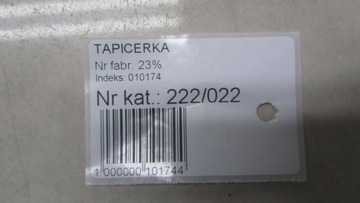 TAPICERKA
Nr fabr. 23%
Indeks: 010174
Nr kat.: 222/022
1 000000 101744